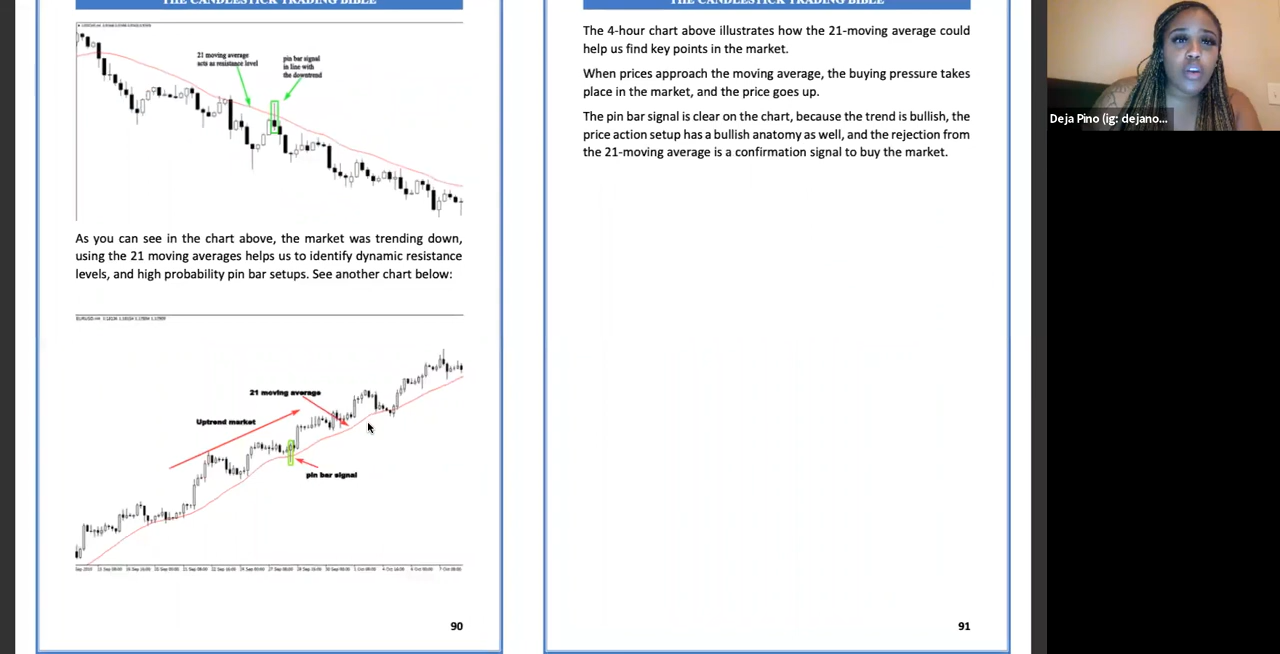 THE CANDLESTICK TRADING BIBLE
21 moving average
acts as resistance level
pin bar signal
in line with
the downtrend
As you can see in the chart above, the market was trending down,
using the 21 moving averages helps us to identify dynamic resistance
levels, and high probability pin bar setups. See another chart below:
21 moving average
Uptrend market
pin bar signal
90
THE CANDLESTICK TRADING BIBLE
The 4-hour chart above illustrates how the 21-moving average could
help us find key points in the market.
When prices approach the moving average, the buying pressure takes
place in the market, and the price goes up.
The pin bar signal is clear on the chart, because the trend is bullish, the
price action setup has a bullish anatomy as well, and the rejection from
the 21-moving average is a confirmation signal to buy the market.
91
Deja Pino (ig: dejano...